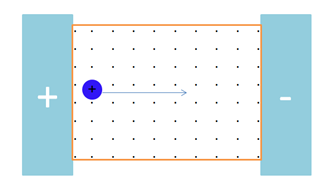 + + -